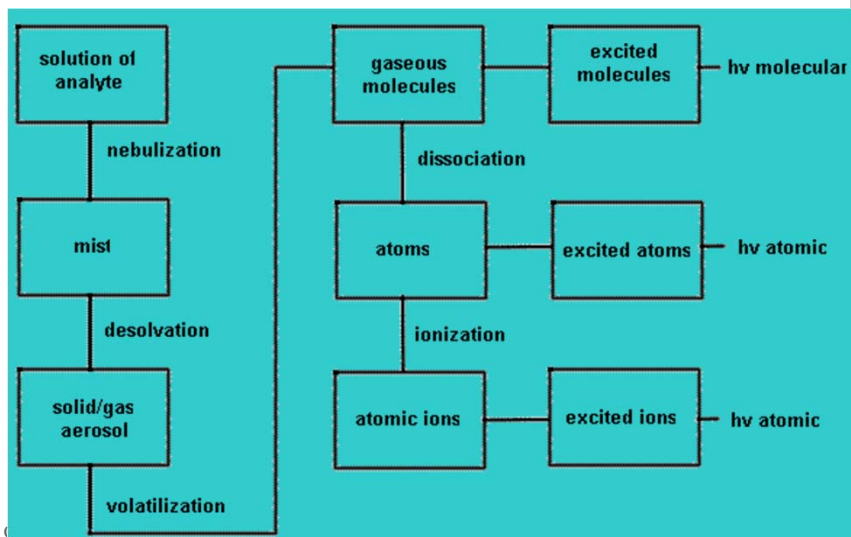 solution of
analyte
nebulization
mist
desolvation
solid/gas
aerosol
volatilization
gaseous
molecules
excited
molecules
hv molecular
dissociation
atoms
excited atoms
hv atomic
ionization
atomic ions
excited ions
hv atomic
(